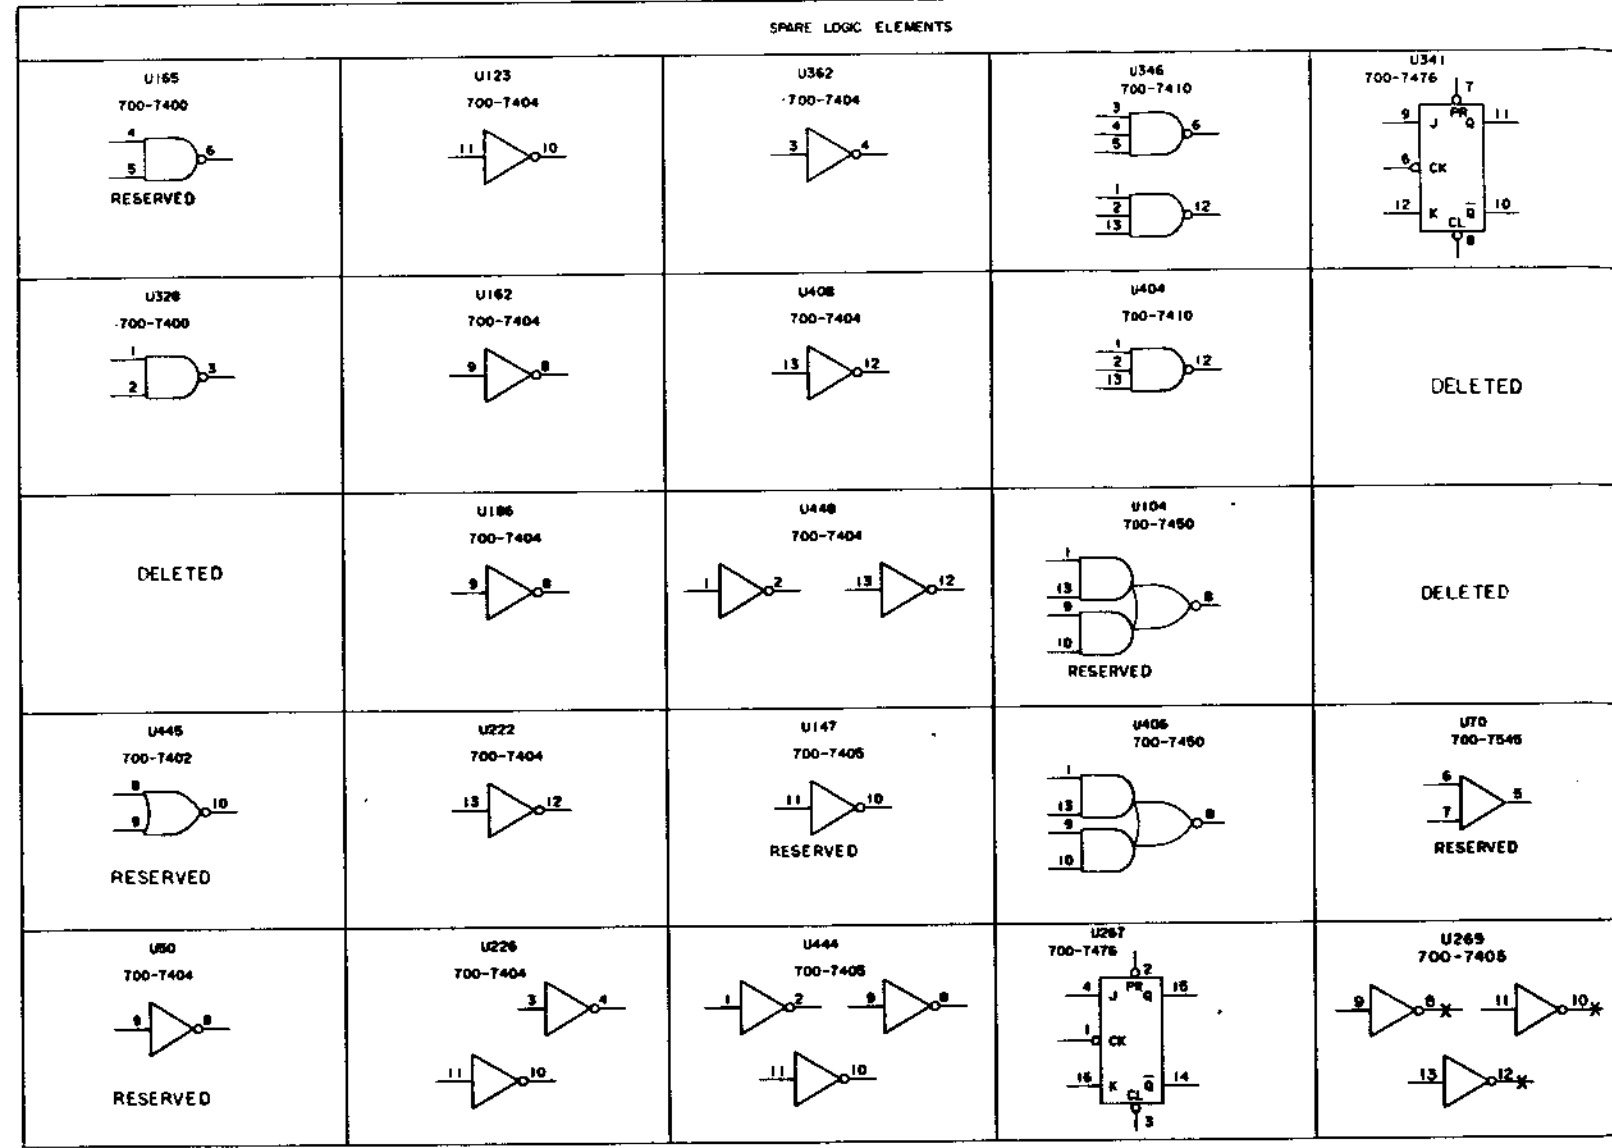 SPARE LOGIC ELEMENTS
U165
700-7400
4
5
6
RESERVED
U123
700-7404
11
10
U362
700-7404
3
4
U346
700-7410
3
4
5
6
1
2
13
12
U341
700-7476
7
9
J
PR
Q
11
6
CK
12
K
CL
Q
10
8
U328
700-7400
1
2
3
U162
700-7404
9
8
U408
700-7404
13
12
U404
700-7410
1
2
13
12
DELETED
DELETED
U186
700-7404
9
8
U448
700-7404
1
2
13
12
U104
700-7450
1
13
9
10
8
RESERVED
DELETED
U445
700-7402
8
9
10
RESERVED
U222
700-7404
13
12
U147
700-7405
11
10
RESERVED
U406
700-7450
1
13
9
10
8
U70
700-7545
6
7
5
RESERVED
U50
700-7404
9
8
RESERVED
U226
700-7404
3
4
11
10
U444
700-7405
1
2
9
8
11
10
U267
700-7476
2
4
J
PR
Q
15
1
CK
16
K
CL
Q
14
3
U265
700-7405
9
8
11
10
13
12